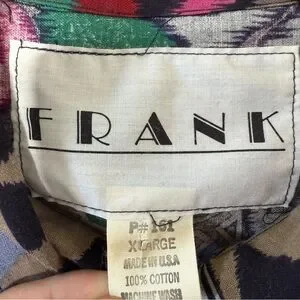 FRANK
P# 161
X LARGE
MADE IN U.S.A
100% COTTON
MACHINE WASH